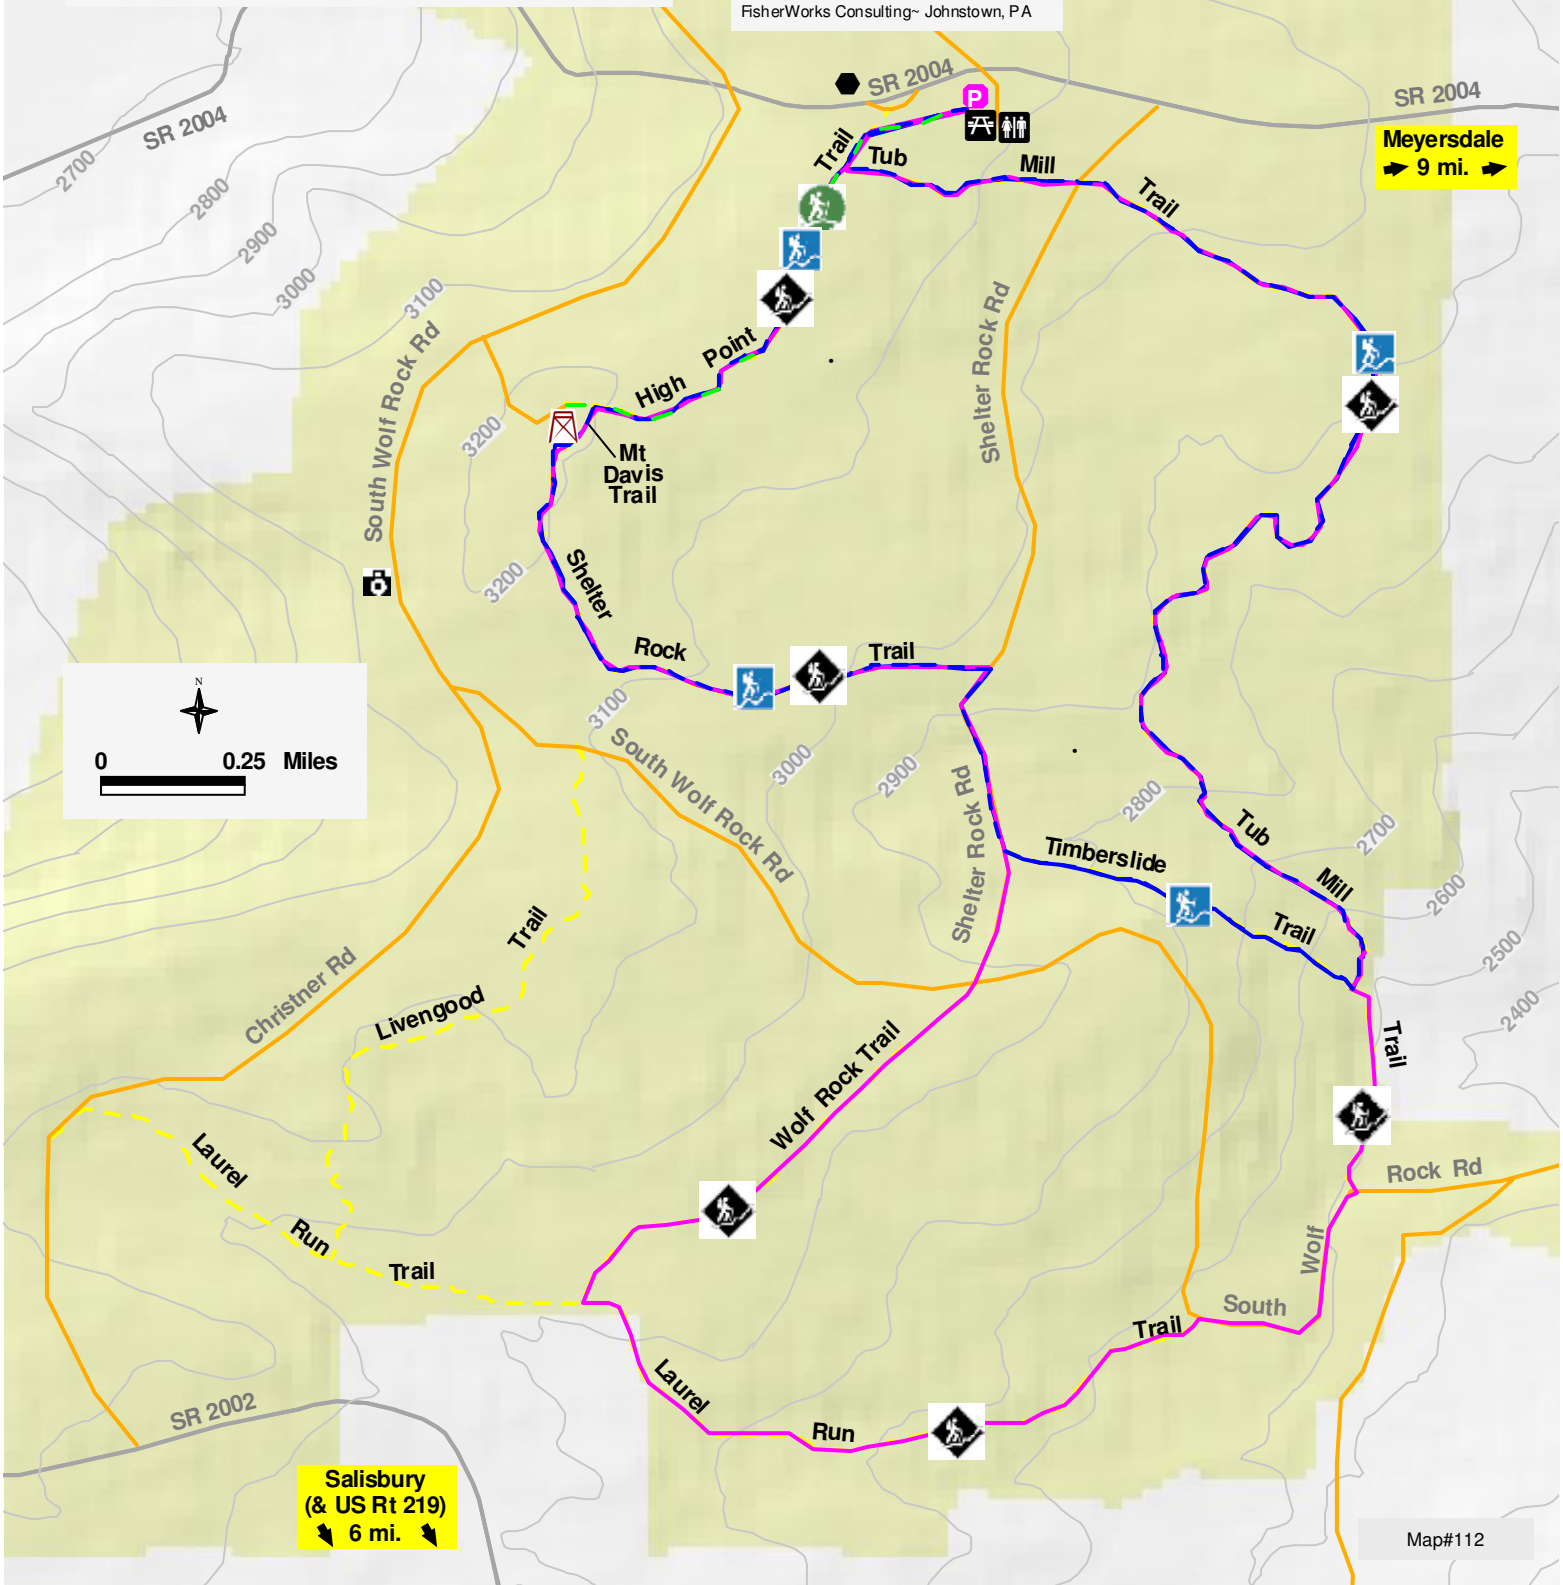 FisherWorks Consulting~ Johnstown, PA
SR 2004
SR 2004
SR 2004
P
Meyersdale
9 mi.
2700
2800
2900
3000
3100
Trail
Tub
Mill
Trail
South Wolf Rock Rd
Point
High
Shelter Rock Rd
3200
Mt
Davis
Trail
3200
Shelter
Rock
Trail
N
0 0.25 Miles
3100
South Wolf Rock Rd
3000
2900
Shelter Rock Rd
2800
2700
Tub
Mill
Timberslide
Trail
2600
2500
2400
Trail
Livengood
Christner Rd
Wolf Rock Trail
Trail
Laurel
Run
Trail
Rock Rd
Wolf
South
Trail
Laurel
Run
SR 2002
Salisbury
(& US Rt 219)
6 mi.
Map#112